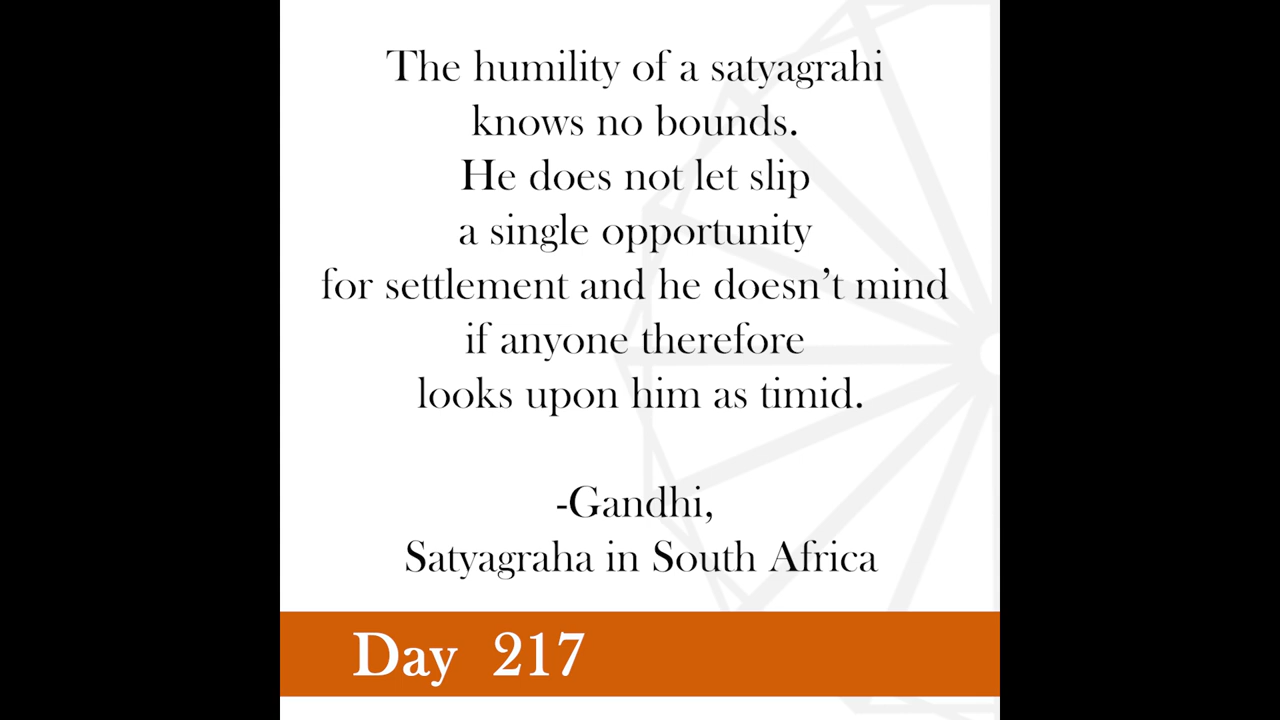 The humility of a satyagrahi
knows no bounds.
He does not let slip
a single opportunity
for settlement and he doesn’t mind
if anyone therefore
looks upon him as timid.
-Gandhi,
Satyagraha in South Africa
Day 217